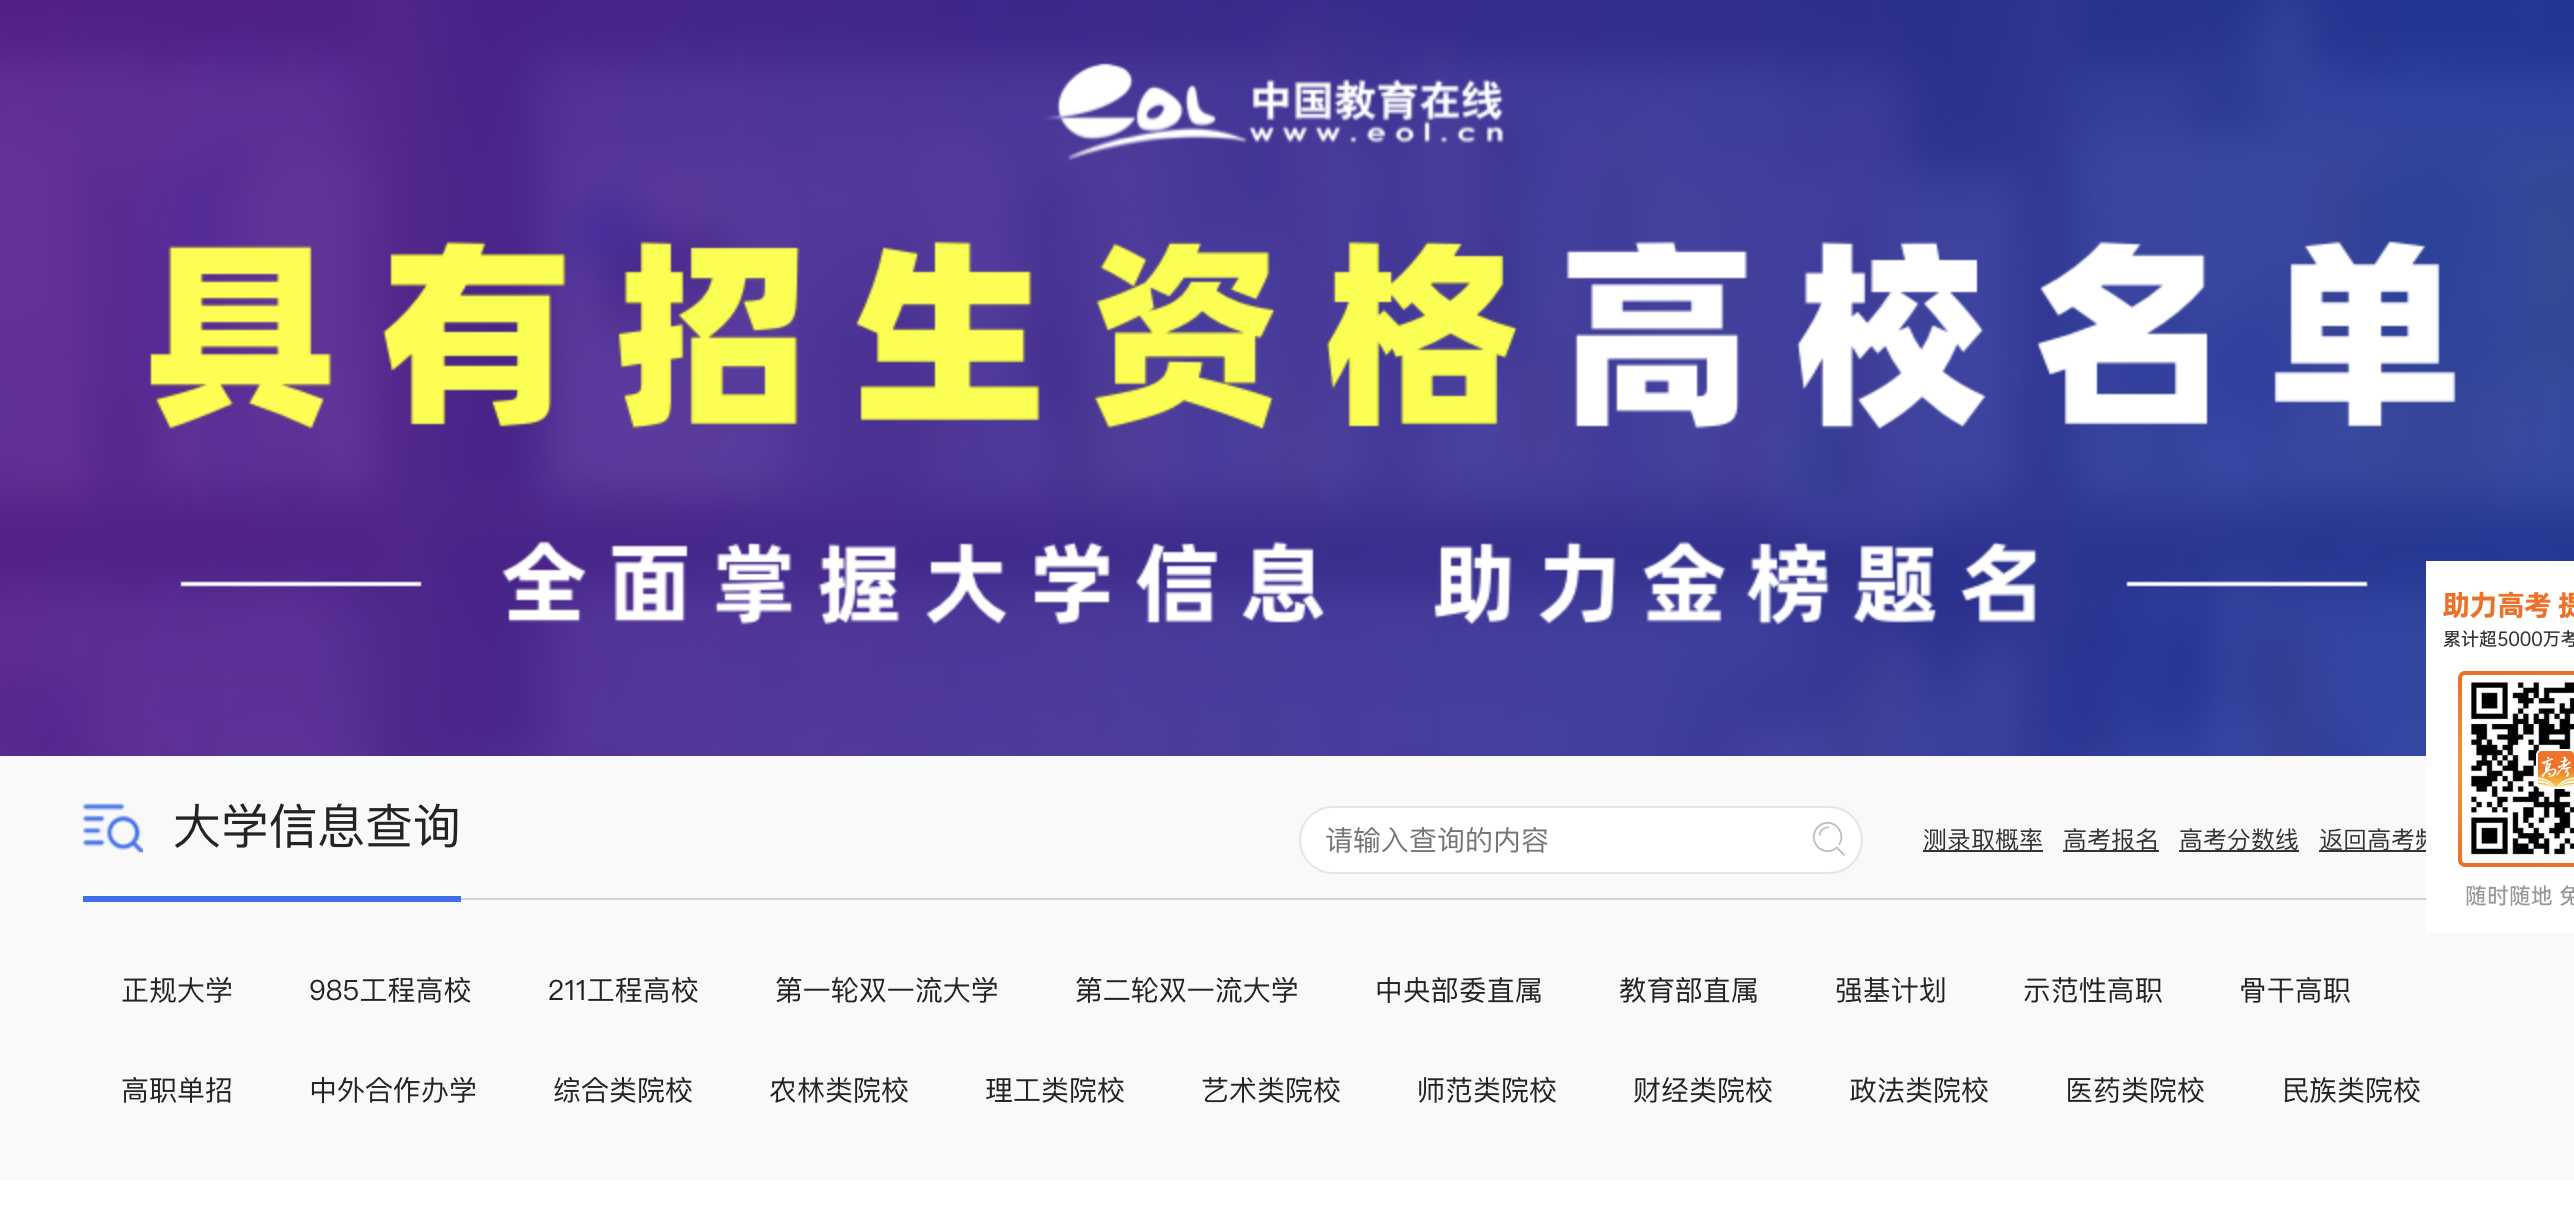 eol 中国教育在线
www.eol.cn
具有招生资格高校名单
全面掌握大学信息 助力金榜题名
助力高考
累计超5000万考
高考
随时随地 免
大学信息查询
请输入查询的内容
测录取概率 高考报名 高考分数线 返回高考频
正规大学 985工程高校 211工程高校 第一轮双一流大学 第二轮双一流大学 中央部委直属 教育部直属 强基计划 示范性高职 骨干高职
高职单招 中外合作办学 综合类院校 农林类院校 理工类院校 艺术类院校 师范类院校 财经类院校 政法类院校 医药类院校 民族类院校